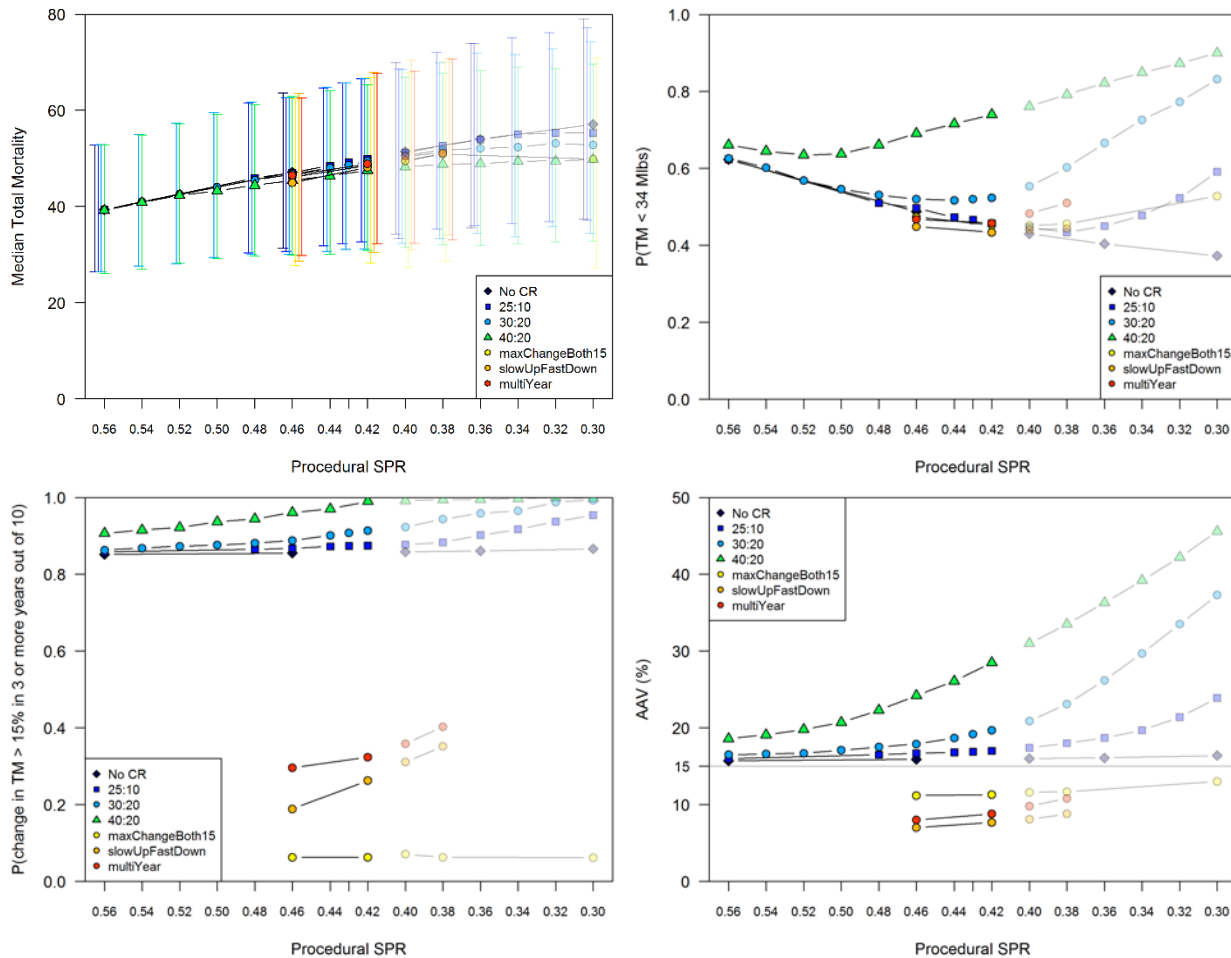 Median Total Mortality
80
60
40
20
0
No CR
25:10
30:20
40:20
maxChangeBoth15
slowUpFastDown
multiYear
0.56 0.54 0.52 0.50 0.48 0.46 0.44 0.42 0.40 0.38 0.36 0.34 0.32 0.30
Procedural SPR
P(TM < 34 Mlbs)
1.0
0.8
0.6
0.4
0.2
0.0
No CR
25:10
30:20
40:20
maxChangeBoth15
slowUpFastDown
multiYear
0.56 0.54 0.52 0.50 0.48 0.46 0.44 0.42 0.40 0.38 0.36 0.34 0.32 0.30
Procedural SPR
P(change in TM > 15% in 3 or more years out of 10)
1.0
0.8
0.6
0.4
0.2
0.0
No CR
25:10
30:20
40:20
maxChangeBoth15
slowUpFastDown
multiYear
0.56 0.54 0.52 0.50 0.48 0.46 0.44 0.42 0.40 0.38 0.36 0.34 0.32 0.30
Procedural SPR
AAV (%)
50
40
30
20
15
10
0
No CR
25:10
30:20
40:20
maxChangeBoth15
slowUpFastDown
multiYear
0.56 0.54 0.52 0.50 0.48 0.46 0.44 0.42 0.40 0.38 0.36 0.34 0.32 0.30
Procedural SPR